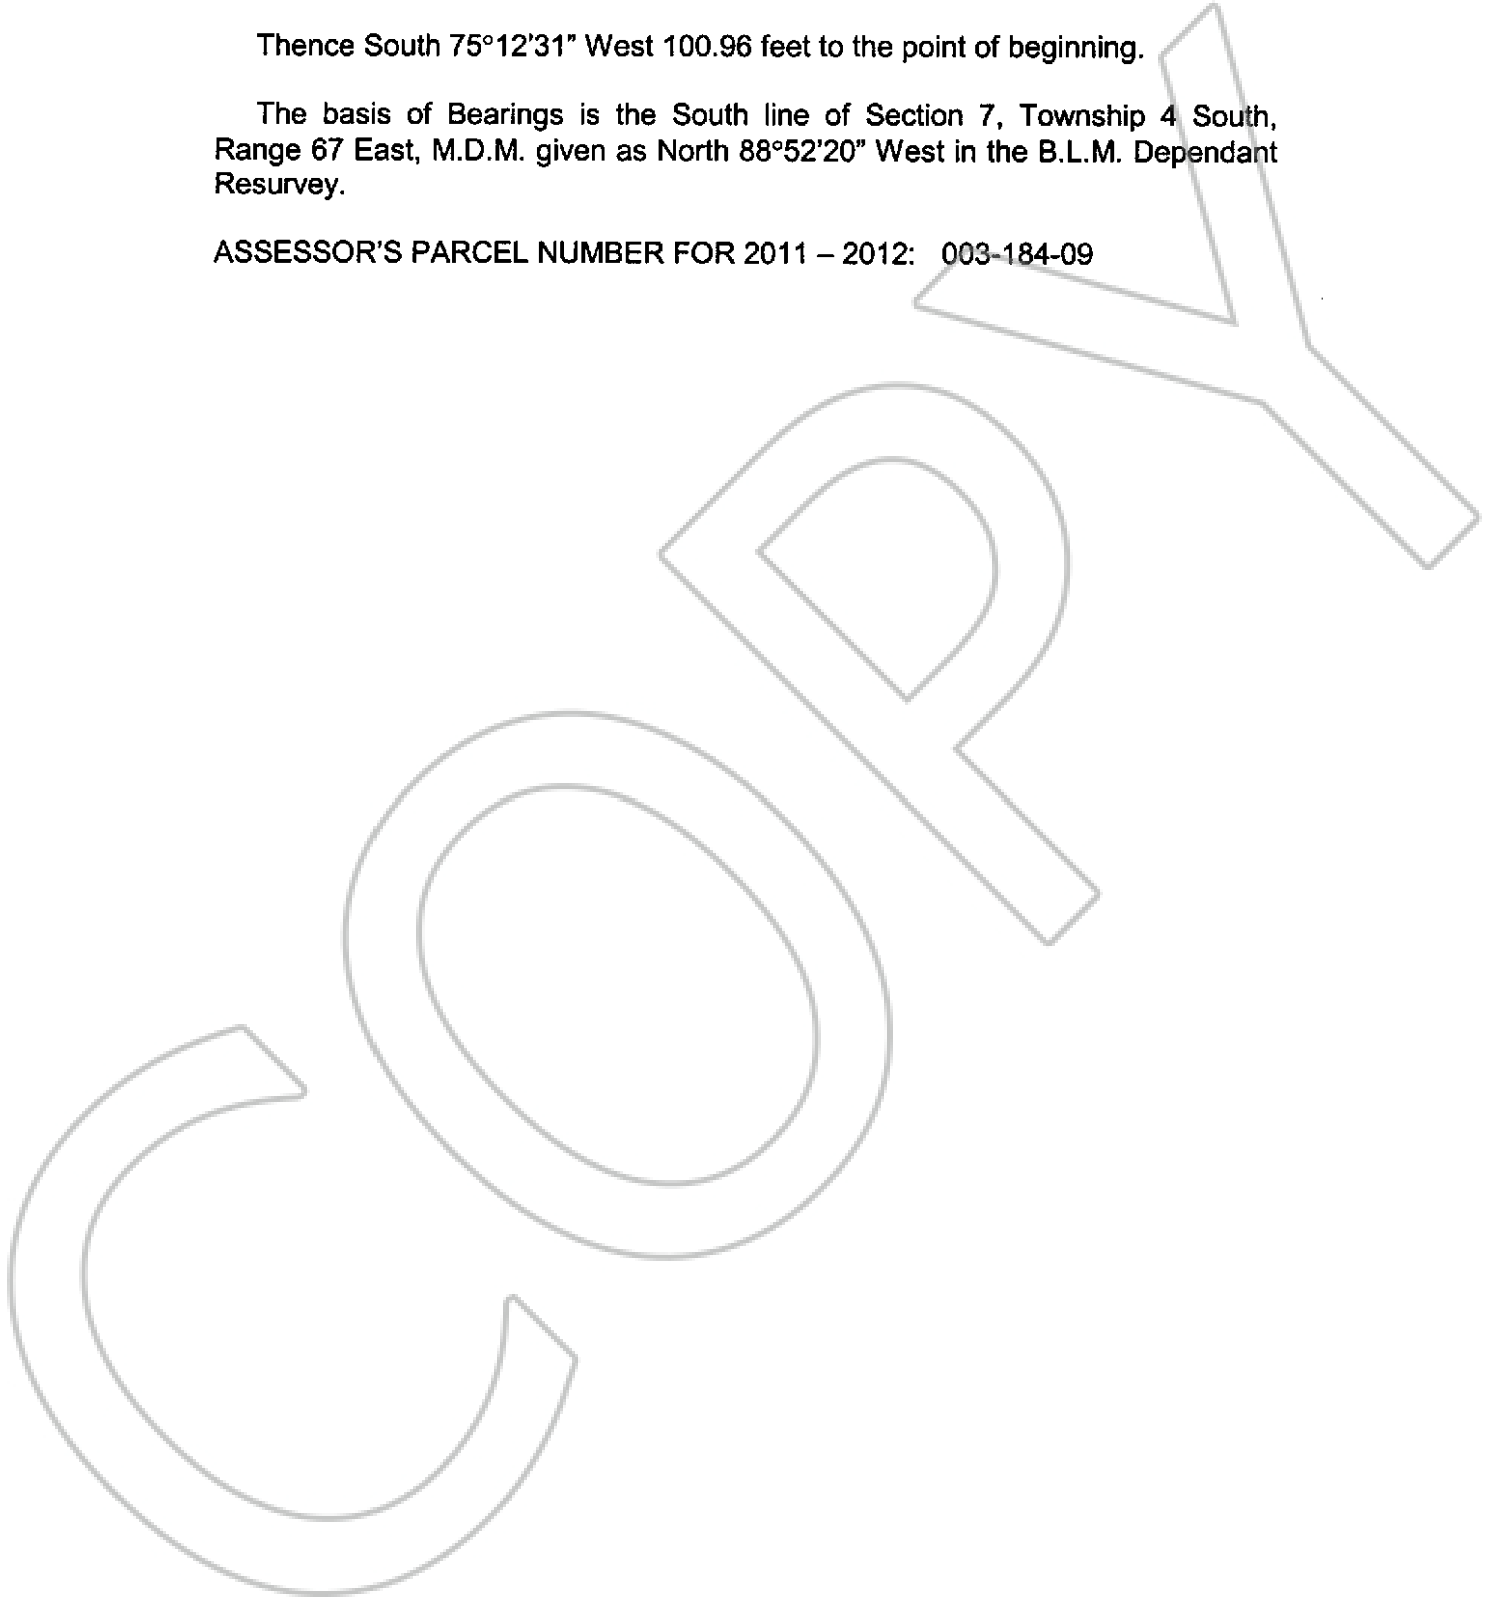 Thence South 75°12'31” West 100.96 feet to the point of beginning.
The basis of Bearings is the South line of Section 7, Township 4 South,
Range 67 East, M.D.M. given as North 88°52'20” West in the B.L.M. Dependant
Resurvey.
ASSESSOR'S PARCEL NUMBER FOR 2011 – 2012: 003-184-09
COPY